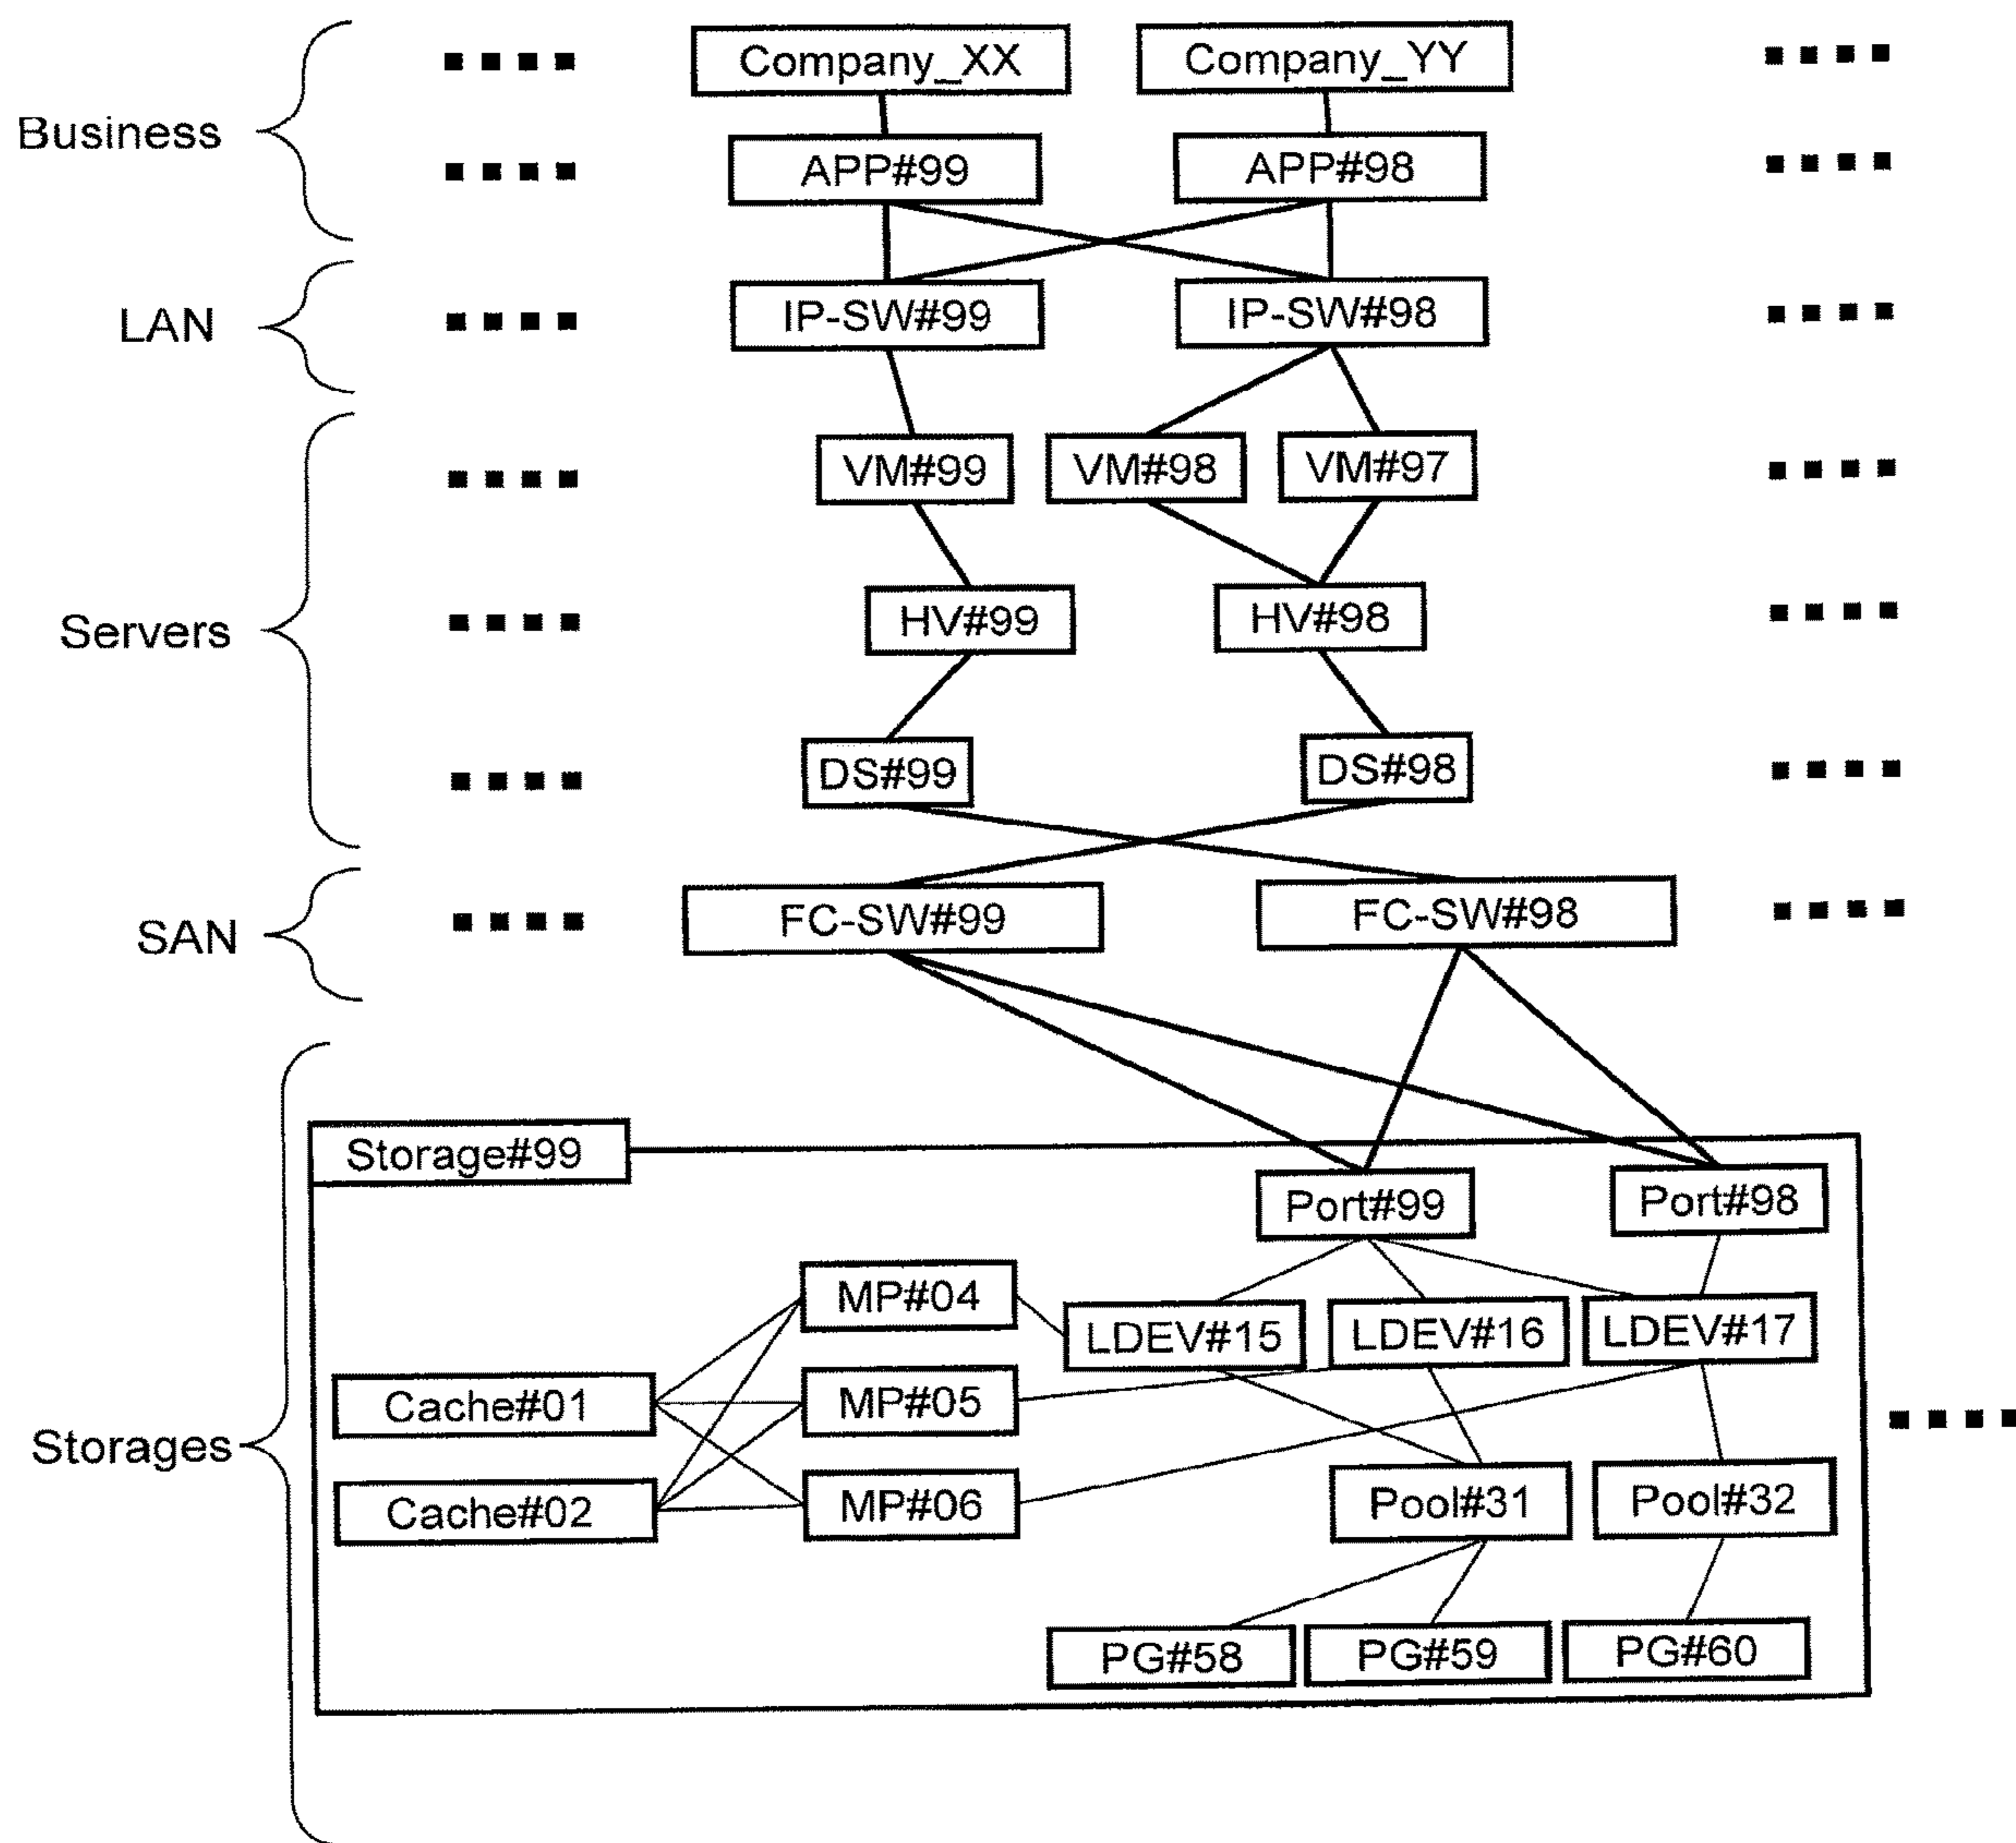 Business
Company_XX
Company_YY
APP#99
APP#98
LAN
IP-SW#99
IP-SW#98
Servers
VM#99
VM#98
VM#97
HV#99
HV#98
DS#99
DS#98
SAN
FC-SW#99
FC-SW#98
Storages
Storage#99
Port#99
Port#98
MP#04
LDEV#15
LDEV#16
LDEV#17
Cache#01
MP#05
Cache#02
MP#06
Pool#31
Pool#32
PG#58
PG#59
PG#60